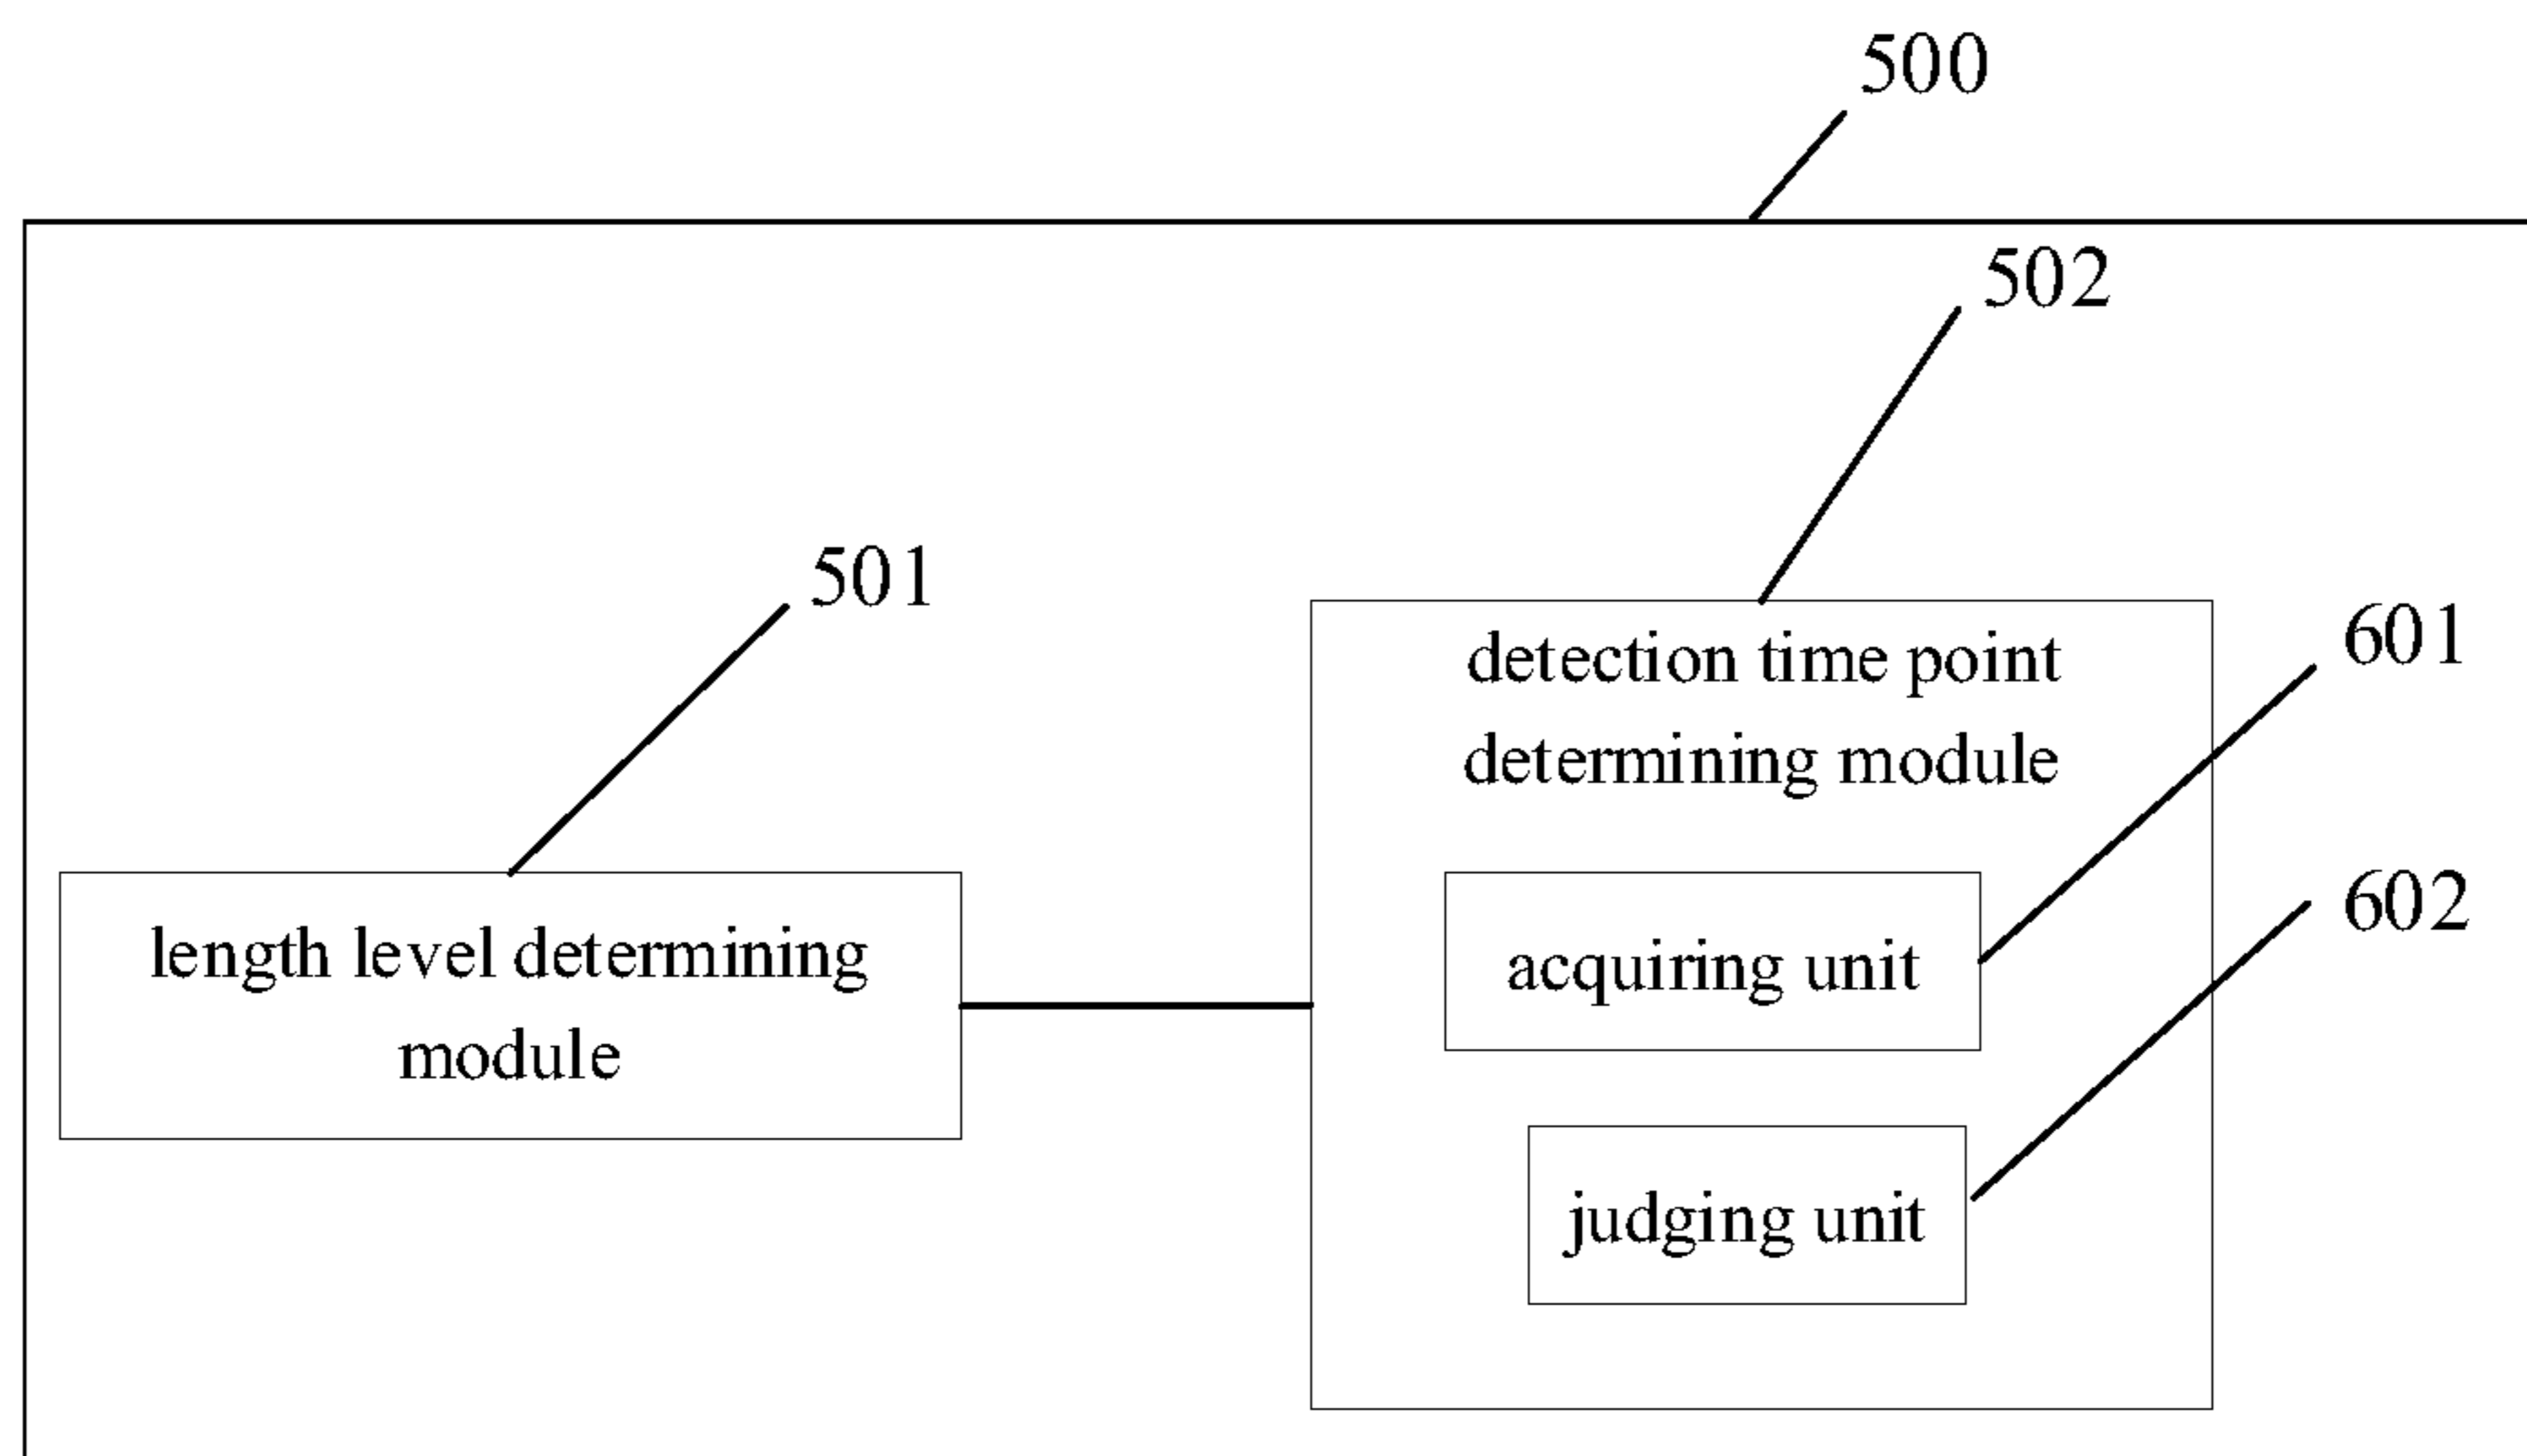 500
502
501
detection time point
determining module
601
length level determining
module
acquiring unit
602
judging unit